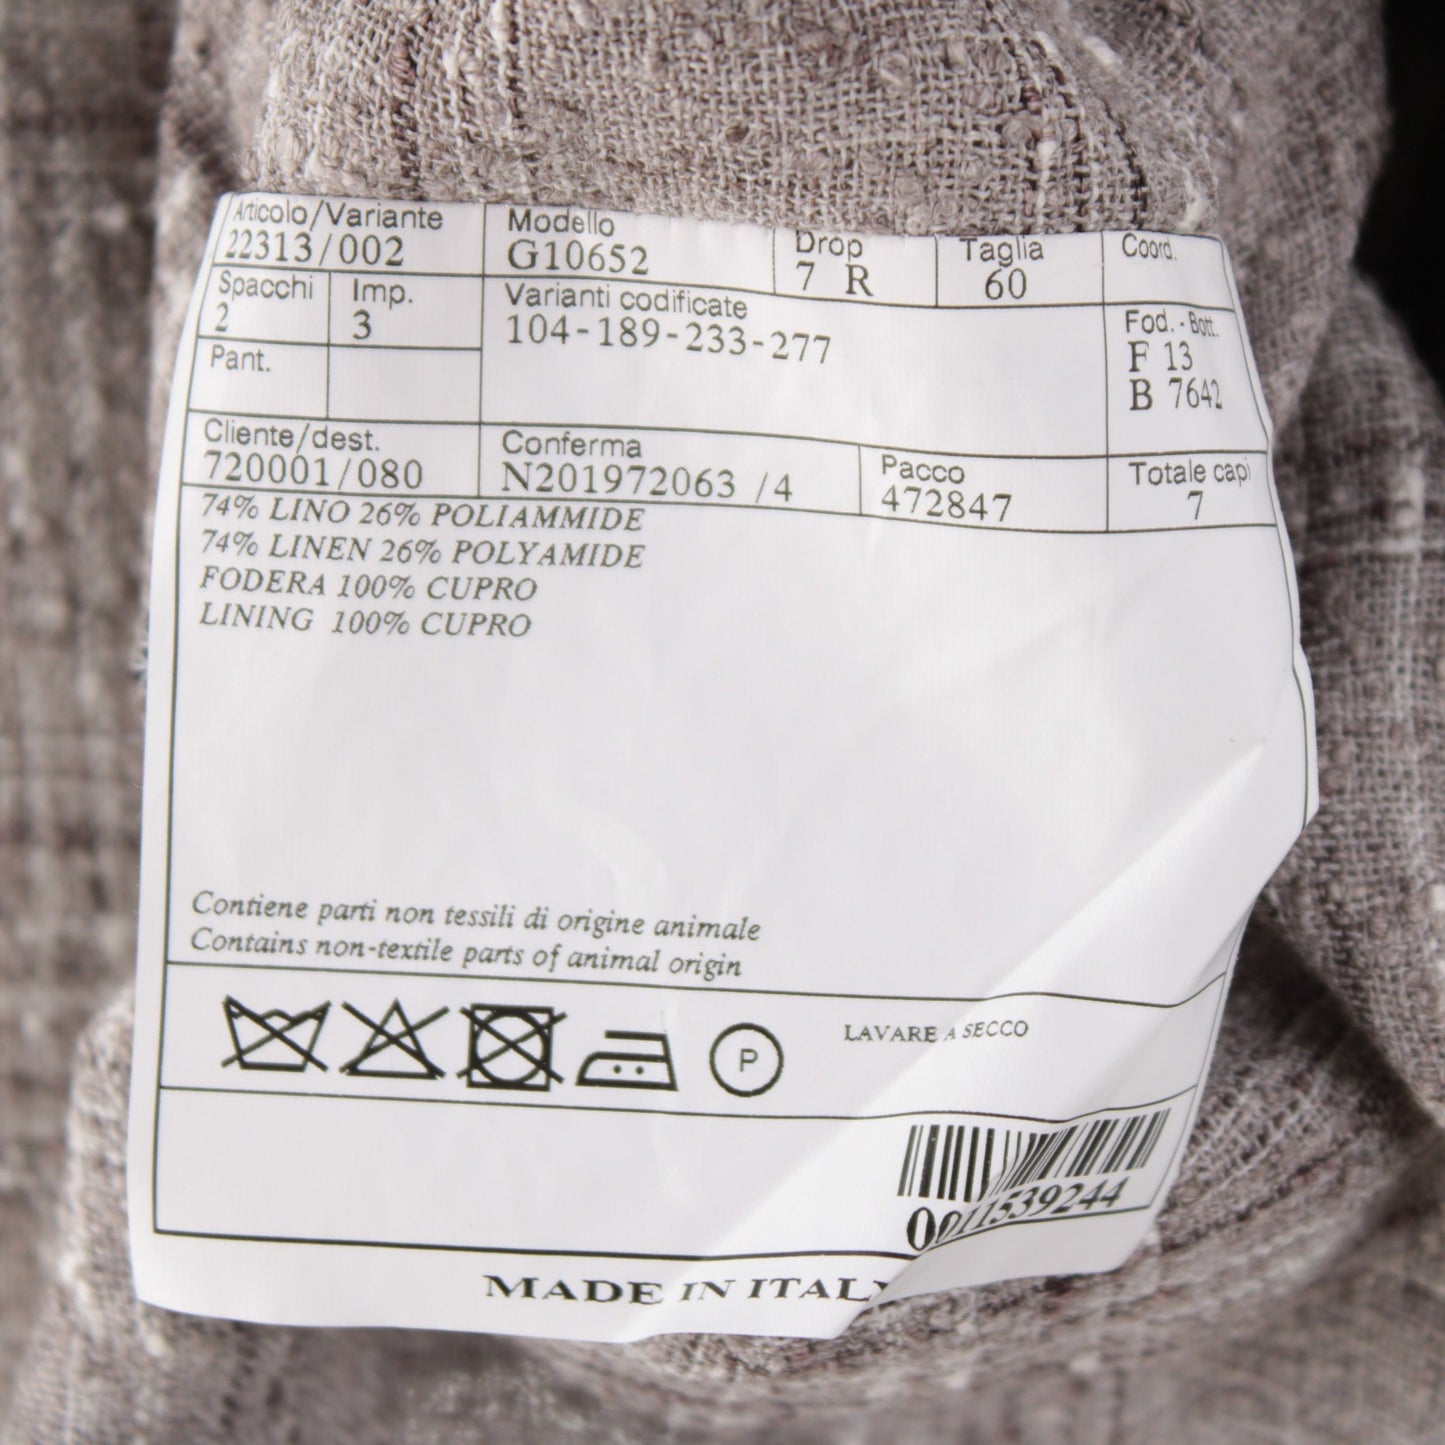 Articolo/Variante Modello Drop Taglia Coord.
22313/002 G10652 7 R 60
Spacchi Imp. Varianti codificate Fod. - Bott.
2 3 104-189-233-277 F 13
Pant. B 7642
Cliente/dest. Conferma Pacco Totale capi
720001/080 N201972063 /4 472847 7
74% LINO 26% POLIAMMIDE
74% LINEN 26% POLYAMIDE
FODERA 100% CUPRO
LINING 100% CUPRO
Contiene parti non tessili di origine animale
Contains non-textile parts of animal origin
P LAVARE A SECCO
0011539244
MADE IN ITALY